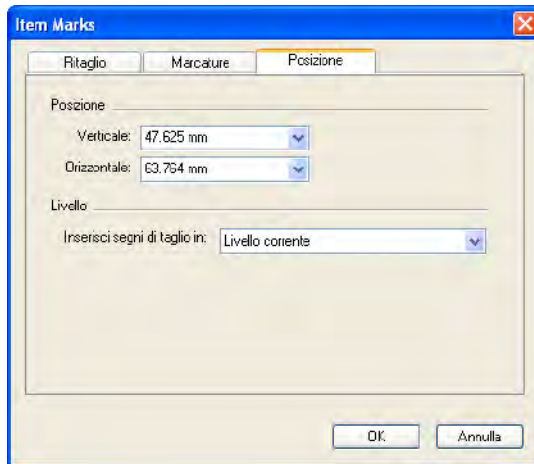 Item Marks
Ritaglio Marcature Posizione
Poszione
Verticale: 47.625 mm
Orizzontale: 63.764 mm
Livello
Inserisci segni di taglio in: Livello corrente
OK Annulla